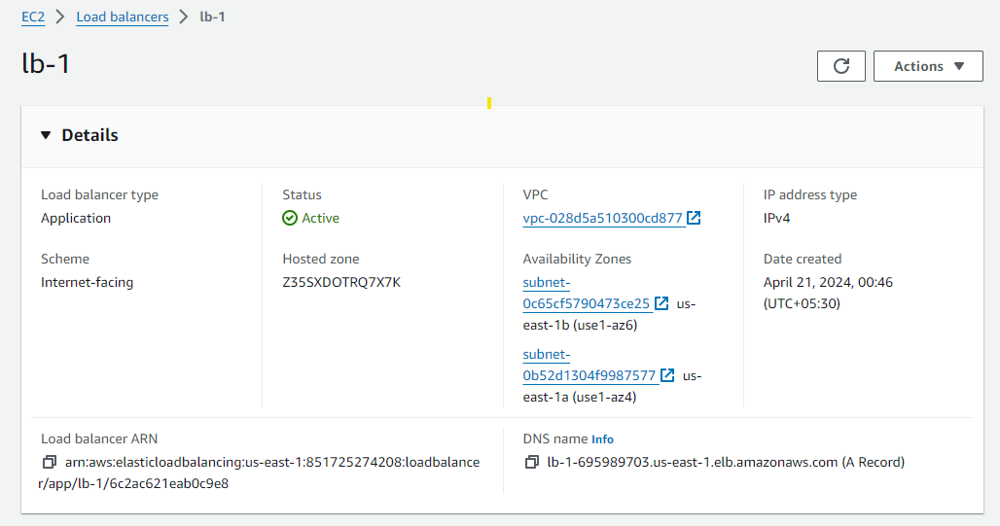 EC2 > Load balancers > lb-1
lb-1
Actions
Details
Load balancer type
Application
Status
Active
VPC
vpc-028d5a510300cd877
IP address type
IPv4
Scheme
Internet-facing
Hosted zone
Z35SXDOTRQ7X7K
Availability Zones
subnet-
0c65cf5790473ce25 us-
east-1b (use1-az6)
subnet-
0b52d1304f9987577 us-
east-1a (use1-az4)
Date created
April 21, 2024, 00:46
(UTC+05:30)
Load balancer ARN
arn:aws:elasticloadbalancing:us-east-1:851725274208:loadbalance
r/app/lb-1/6c2ac621eab0c9e8
DNS name Info
lb-1-695989703.us-east-1.elb.amazonaws.com (A Record)